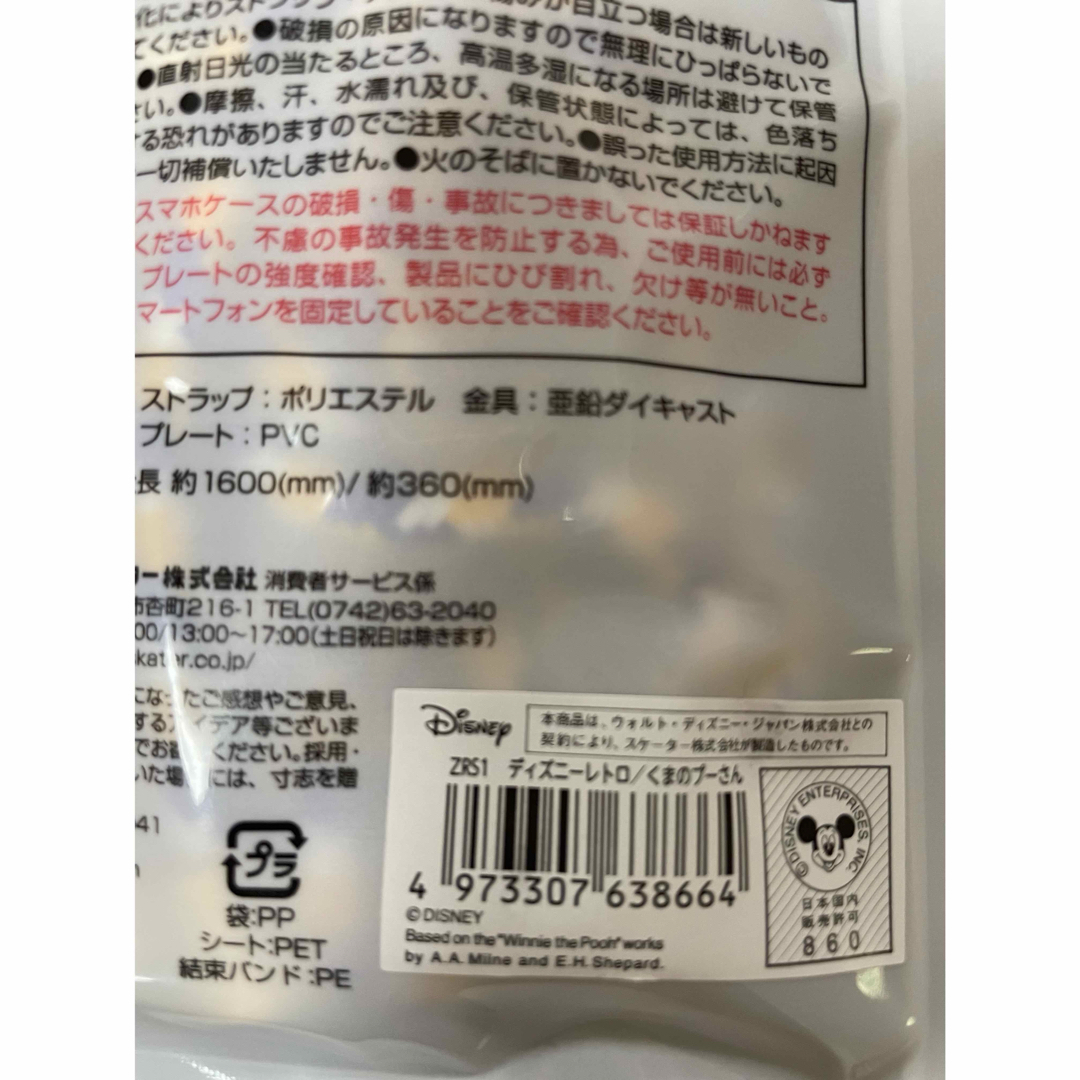 化によりストラップ
が目立つ場合は新しいもの
てください。●破損の原因になりますので無理にひっぱらないで
●直射日光の当たるところ、高温多湿になる場所は避けて保管
さい。●摩擦、汗、水濡れ及び、保管状態によっては、色落ち
する恐れがありますのでご注意ください。●誤った使用方法に起因
一切補償いたしません。●火のそばに置かないでください。
スマホケースの破損・傷・事故につきましては保証しかねます
ください。不慮の事故発生を防止する為、ご使用前には必ず
プレートの強度確認、製品にひび割れ、欠け等が無いこと。
マートフォンを固定していることをご確認ください。
ストラップ：ポリエステル　金具：亜鉛ダイキャスト
プレート：PVC
長 約1600(mm)/ 約360(mm)
ー株式会社 消費者サービス係
市杏町216-1 TEL(0742)63-2040
00/13:00～17:00(土日祝日は除きます)
skater.co.jp/
になったご感想やご意見、
するアイデア等ございま
でお寄せください。採用・
いた場合には、寸志を贈
41
プラ
袋:PP
シート:PET
結束バンド:PE
Disney
本商品は、ウォルト・ディズニー・ジャパン株式会社との
契約により、スケーター株式会社が製造したものです。
ZRS1 ディズニーレトロ/くまのプーさん
4 973307 638664
©DISNEY
Based on the "Winnie the Pooh" works
by A.A. Milne and E.H. Shepard.
©DISNEY ENTERPRISES, INC.
日本国内
販売許可
860